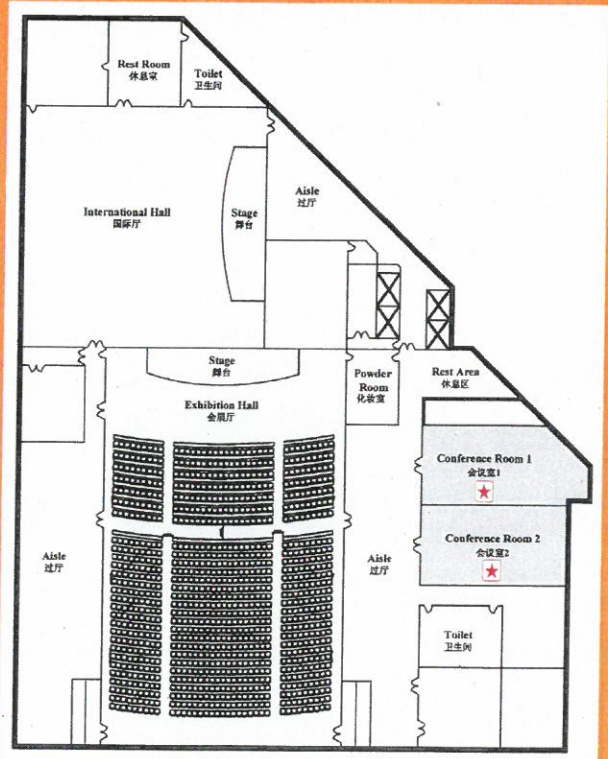 Rest Room
休息室
Toilet
卫生间
Aisle
过厅
International Hall
国际厅
Stage
舞台
Stage
舞台
Powder
Room
化妆室
Rest Area
休息区
Exhibition Hall
会展厅
Conference Room 1
会议室1
Conference Room 2
会议室2
Aisle
过厅
Aisle
过厅
Toilet
卫生间